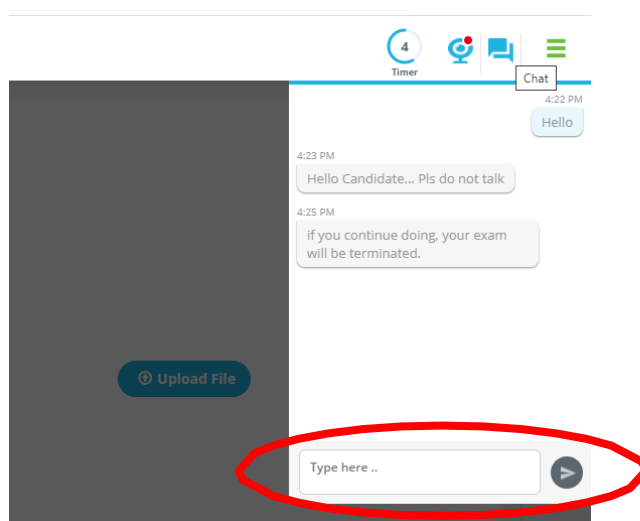 4
Timer
Chat
4:22 PM
Hello
4:23 PM
Hello Candidate... Pls do not talk
4:25 PM
if you continue doing, your exam
will be terminated.
Upload File
Type here ..